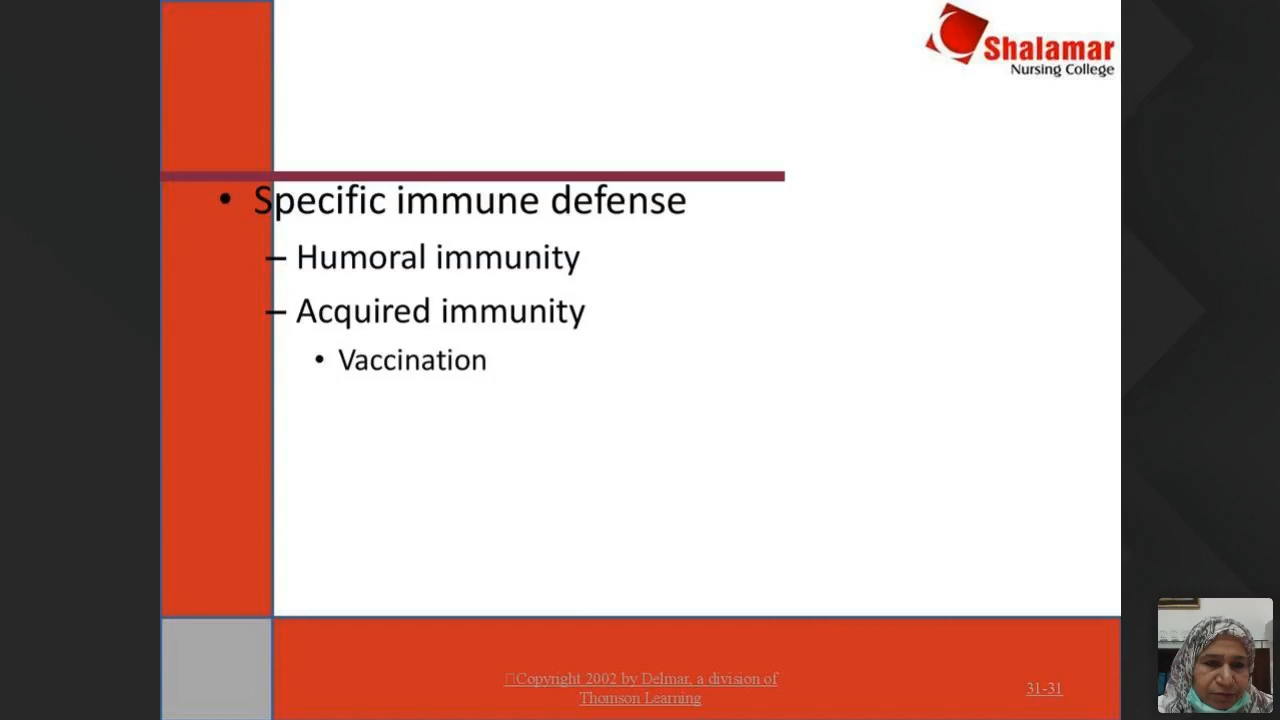 Shalamar
Nursing College
• Specific immune defense
– Humoral immunity
– Acquired immunity
• Vaccination
Copyright 2002 by Delmar, a division of
Thomson Learning
31-31